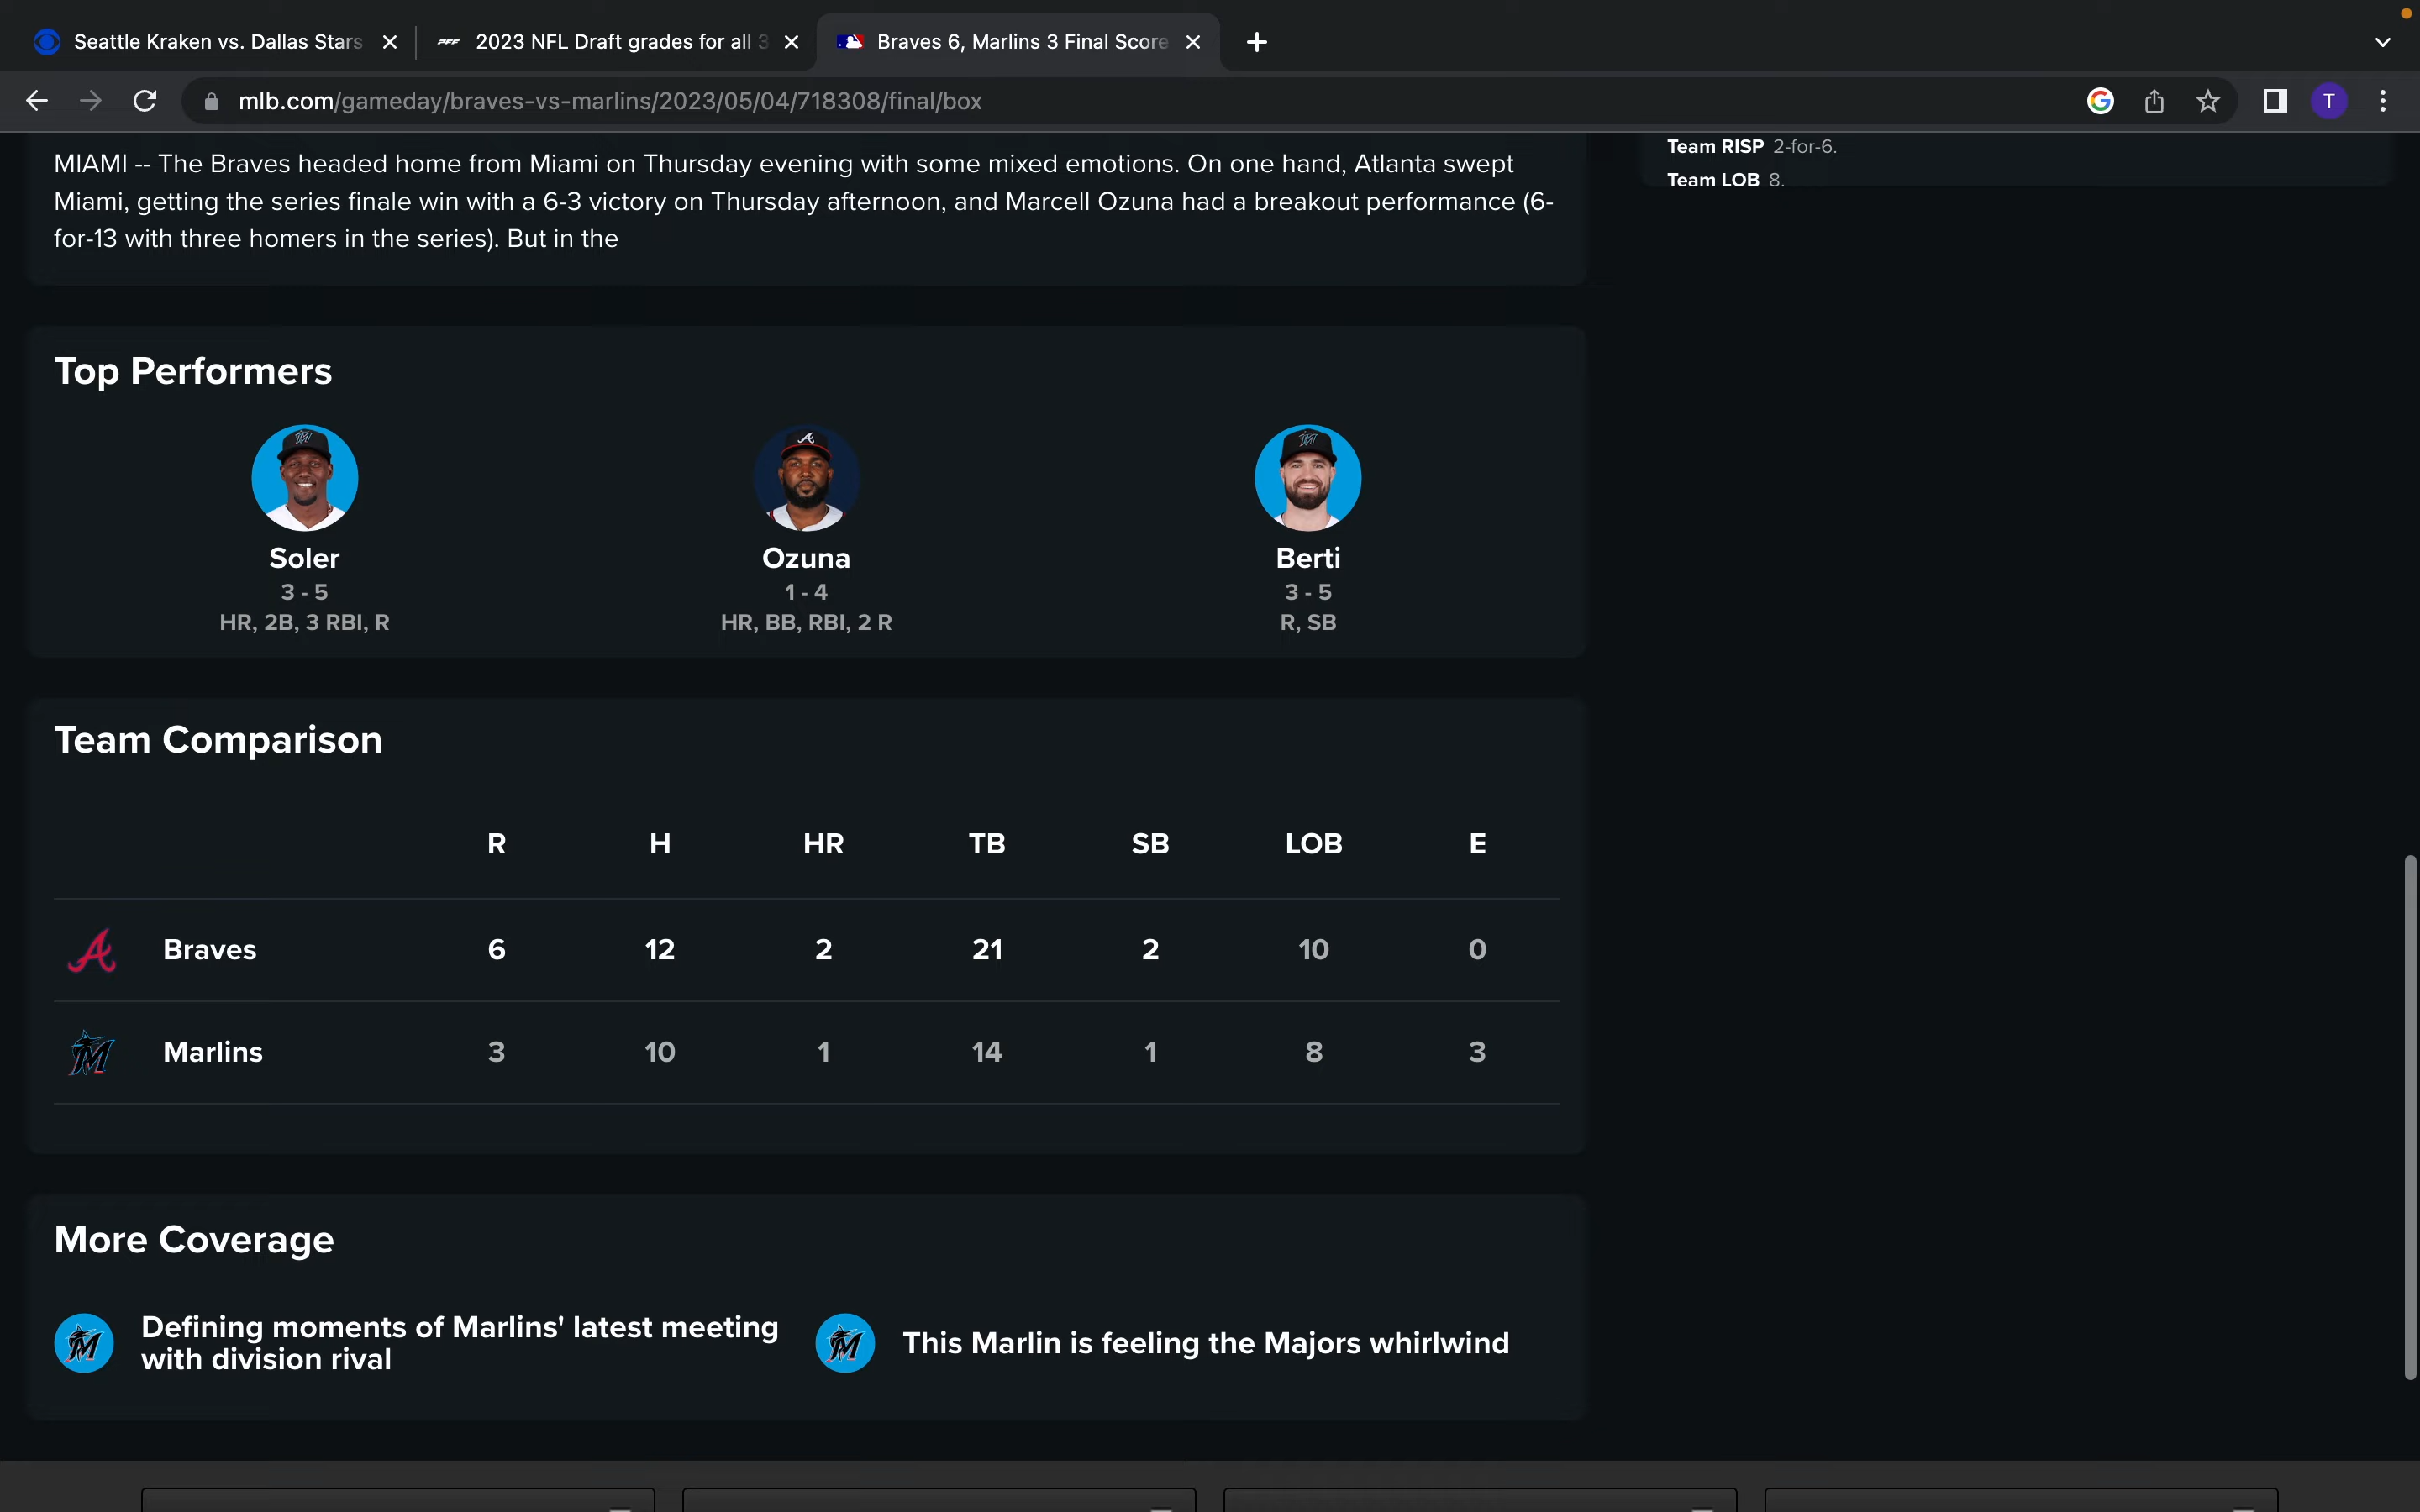 Seattle Kraken vs. Dallas Stars
PFF 2023 NFL Draft grades for all 3
Braves 6, Marlins 3 Final Score
mlb.com/gameday/braves-vs-marlins/2023/05/04/718308/final/box
T
MIAMI -- The Braves headed home from Miami on Thursday evening with some mixed emotions. On one hand, Atlanta swept
Miami, getting the series finale win with a 6-3 victory on Thursday afternoon, and Marcell Ozuna had a breakout performance (6-
for-13 with three homers in the series). But in the
Team RISP 2-for-6.
Team LOB 8.
Top Performers
Soler
3 - 5
HR, 2B, 3 RBI, R
Ozuna
1 - 4
HR, BB, RBI, 2 R
Berti
3 - 5
R, SB
Team Comparison
R H HR TB SB LOB E
Braves 6 12 2 21 2 10 0
Marlins 3 10 1 14 1 8 3
More Coverage
Defining moments of Marlins' latest meeting
with division rival
This Marlin is feeling the Majors whirlwind